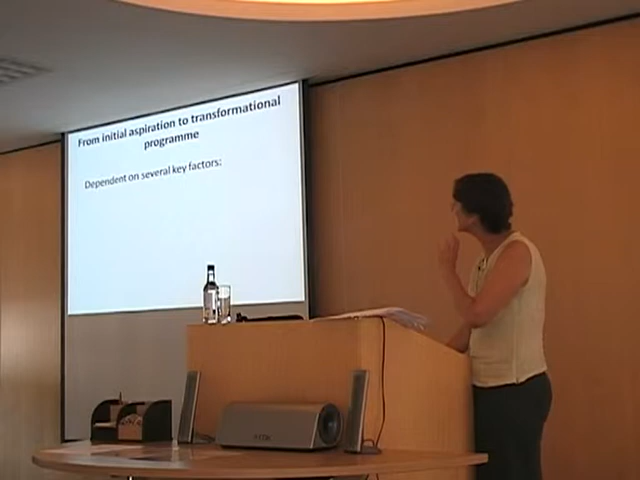 From initial aspiration to transformational
programme
Dependent on several key factors: